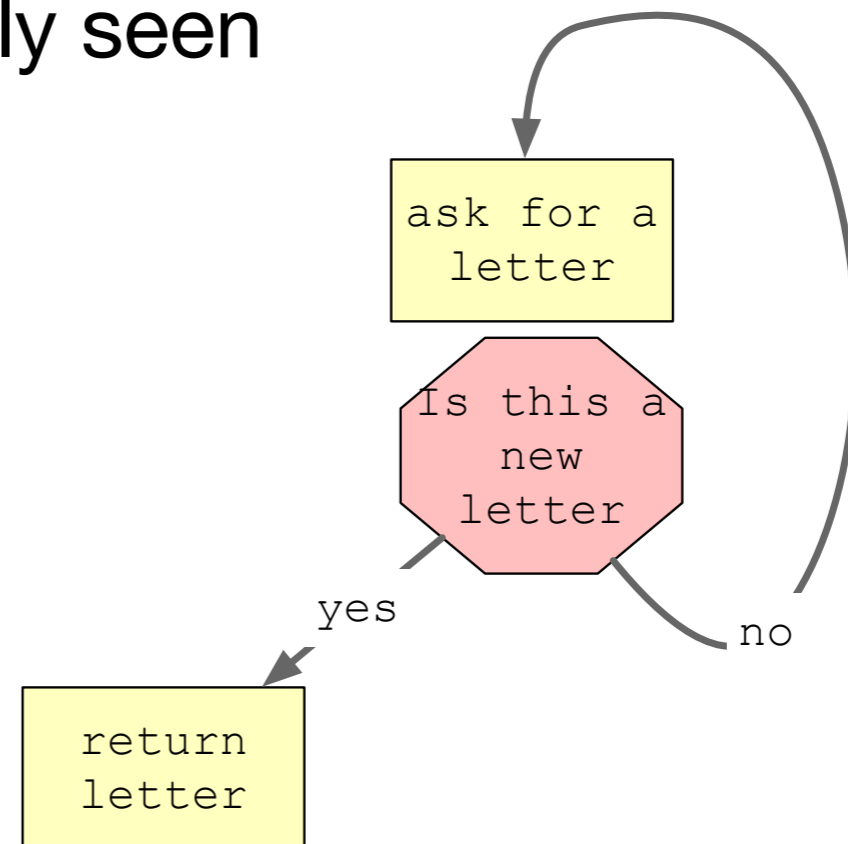 ly seen
ask for a
letter
Is this a
new
letter
yes
no
return
letter